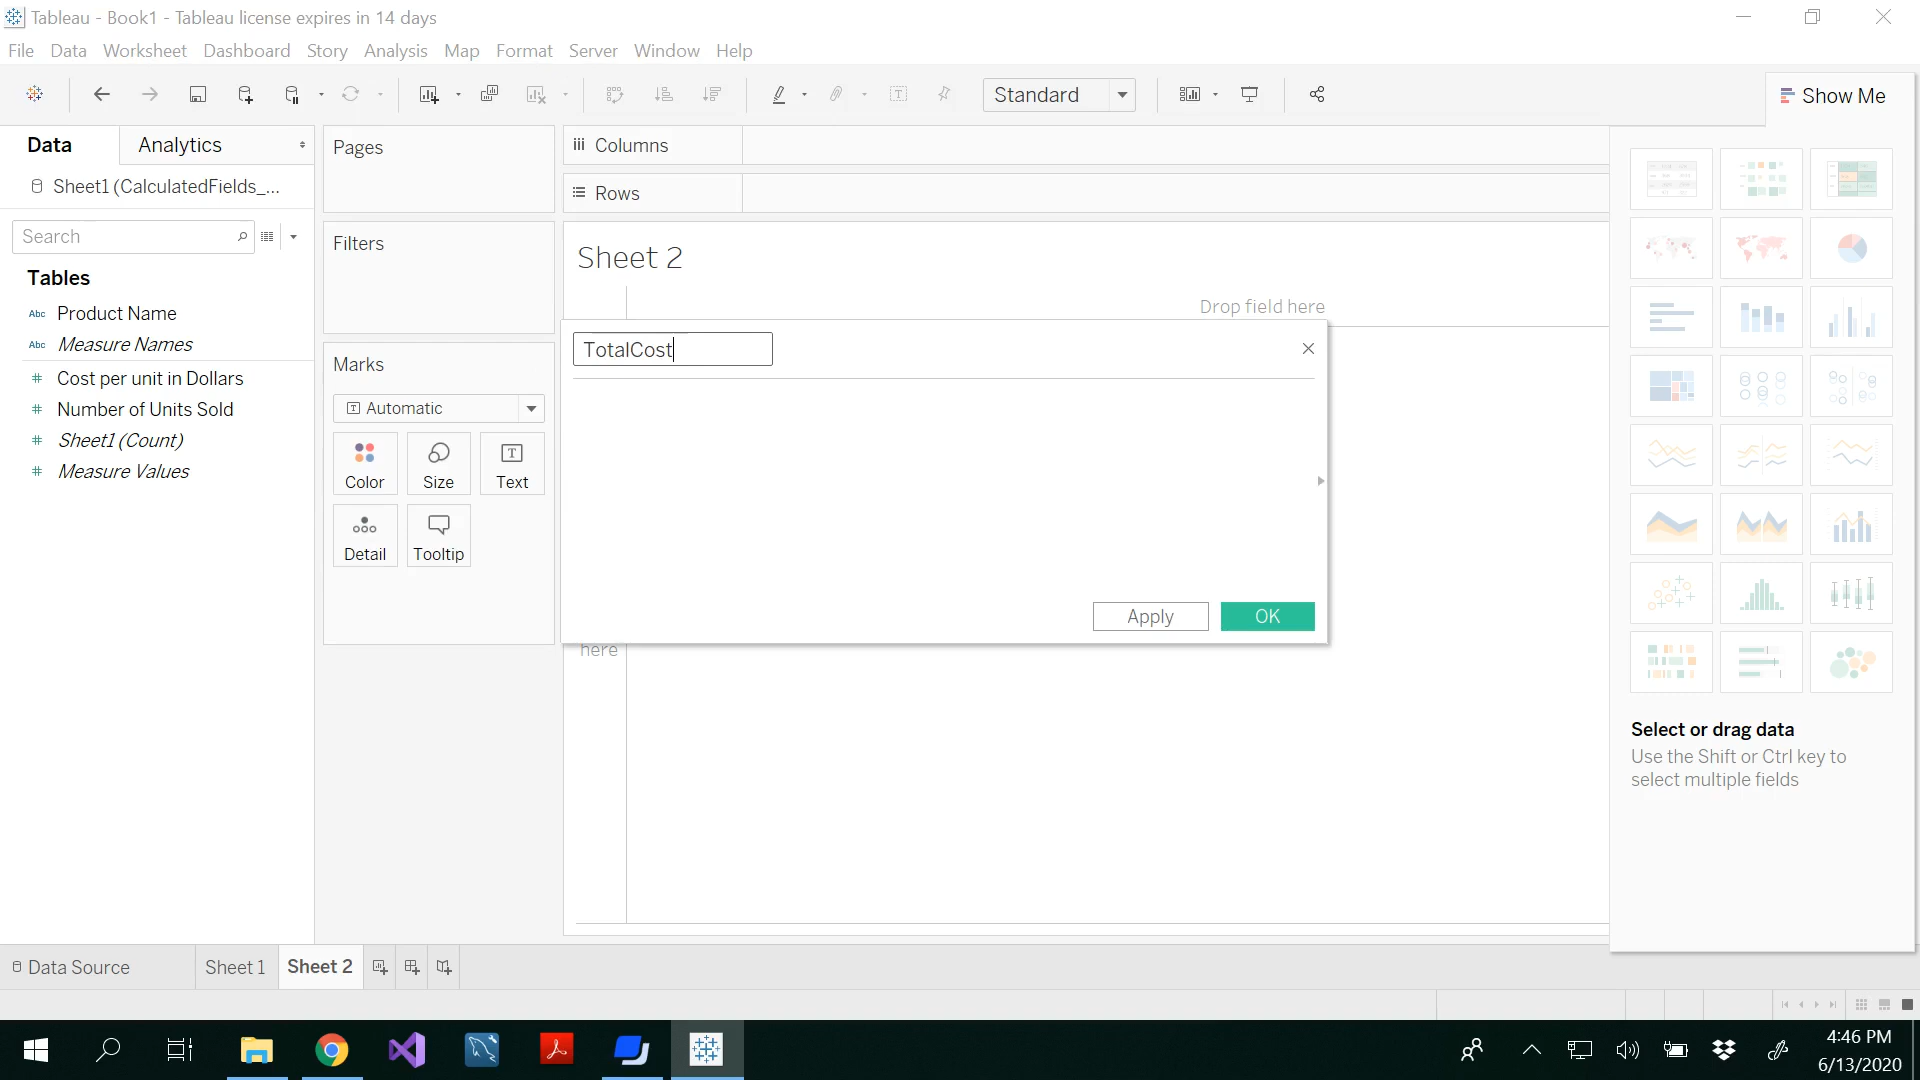 Tableau - Book1 - Tableau license expires in 14 days
File Data Worksheet Dashboard Story Analysis Map Format Server Window Help
Standard
Show Me
Data Analytics
Sheet1 (CalculatedFields_...
Search
Tables
Abc Product Name
Abc Measure Names
# Cost per unit in Dollars
# Number of Units Sold
# Sheet1 (Count)
# Measure Values
Pages
Filters
Marks
Automatic
Color Size Text
Detail Tooltip
Columns
Rows
Sheet 2
Drop field here
TotalCost
Apply OK
here
Select or drag data
Use the Shift or Ctrl key to
select multiple fields
Data Source Sheet 1 Sheet 2
4:46 PM
6/13/2020